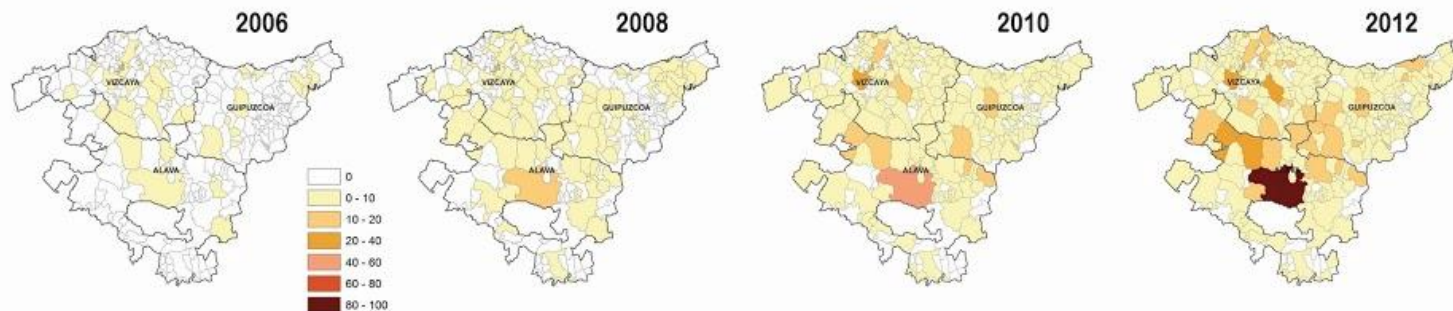 2006
2008
2010
2012
VIZCAYA
GUIPUZCOA
ALAVA
VIZCAYA
GUIPUZCOA
ALAVA
VIZCAYA
GUIPUZCOA
ALAVA
VIZCAYA
GUIPUZCOA
0
0 - 10
10 - 20
20 - 40
40 - 60
60 - 80
80 - 100